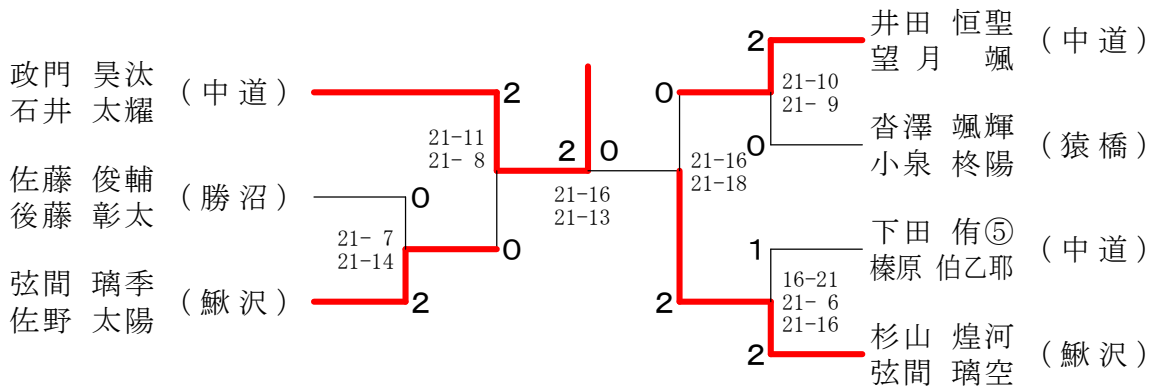 政門 昊汰
石井 太耀
(中道)
2
21-11
21- 8
佐藤 俊輔
後藤 彰太
(勝沼)
0
21- 7
21-14
0
弦間 璃季
佐野 太陽
(鰍沢)
2
2 0
21-16
21-13
井田 恒聖
望月 颯
(中道)
2
21-10
21- 9
0
沓澤 颯輝
小泉 柊陽
(猿橋)
0
21-16
21-18
下田 侑⑤
榛原 伯乙耶
(中道)
1
16-21
21- 6
21-16
2
杉山 煌河
弦間 璃空
(鰍沢)
2